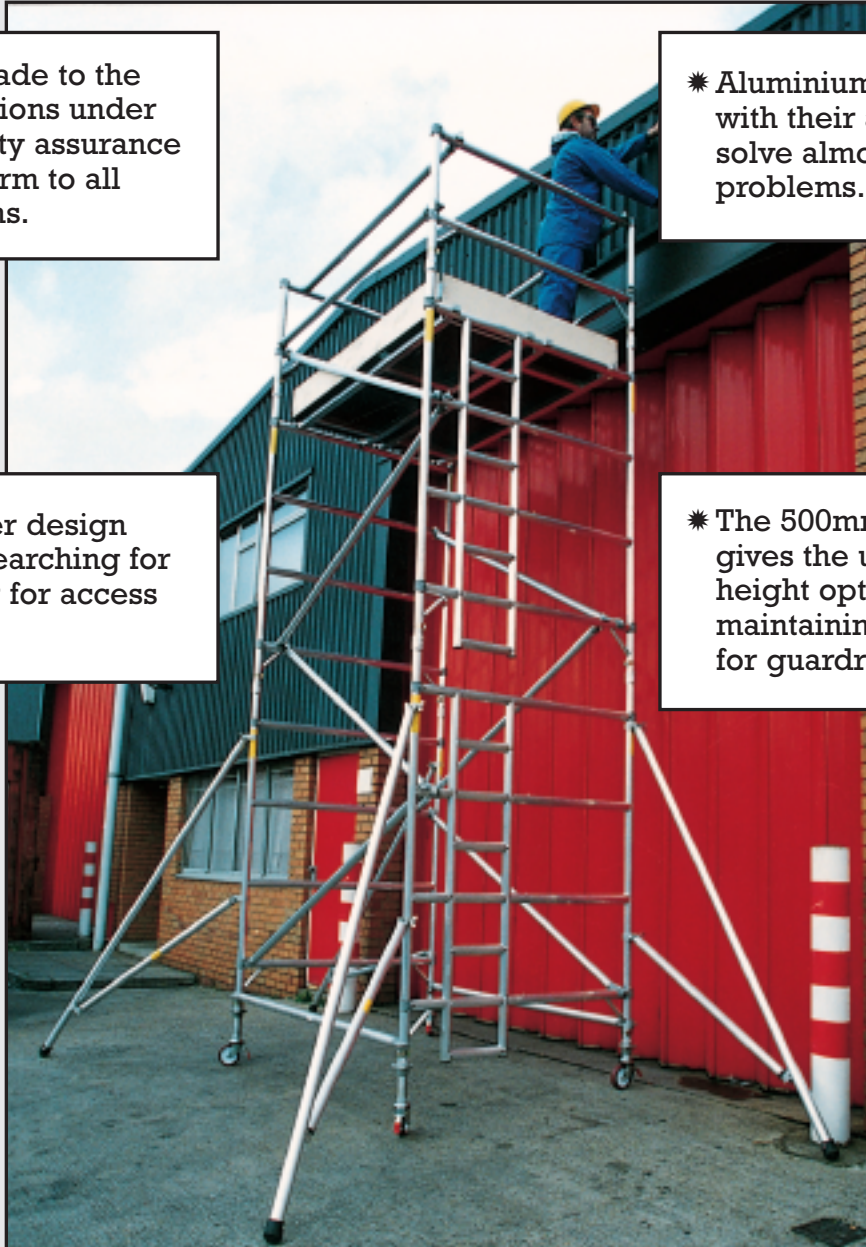 ade to the
ions under
ty assurance
rm to all
ns.
✹ Aluminium
with their a
solve almo
problems.
er design
earching for
for access
✹ The 500mm
gives the u
height opt
maintainin
for guardr